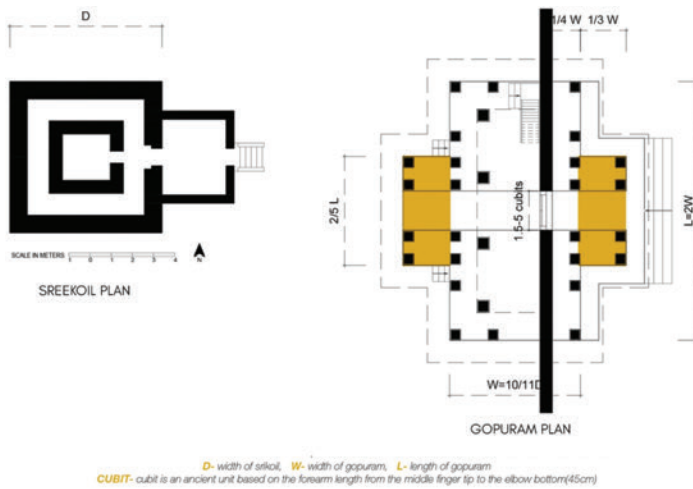 D
1/4 W 1/3 W
2/5 L
1.5-5 cubits
L=2W
SCALE IN METERS 1 0 1 2 3 4
N
SREEKOIL PLAN
W=10/11D
GOPURAM PLAN
D- width of srikoil, W- width of gopuram, L- length of gopuram
CUBIT- cubit is an ancient unit based on the forearm length from the middle finger tip to the elbow bottom(45cm)